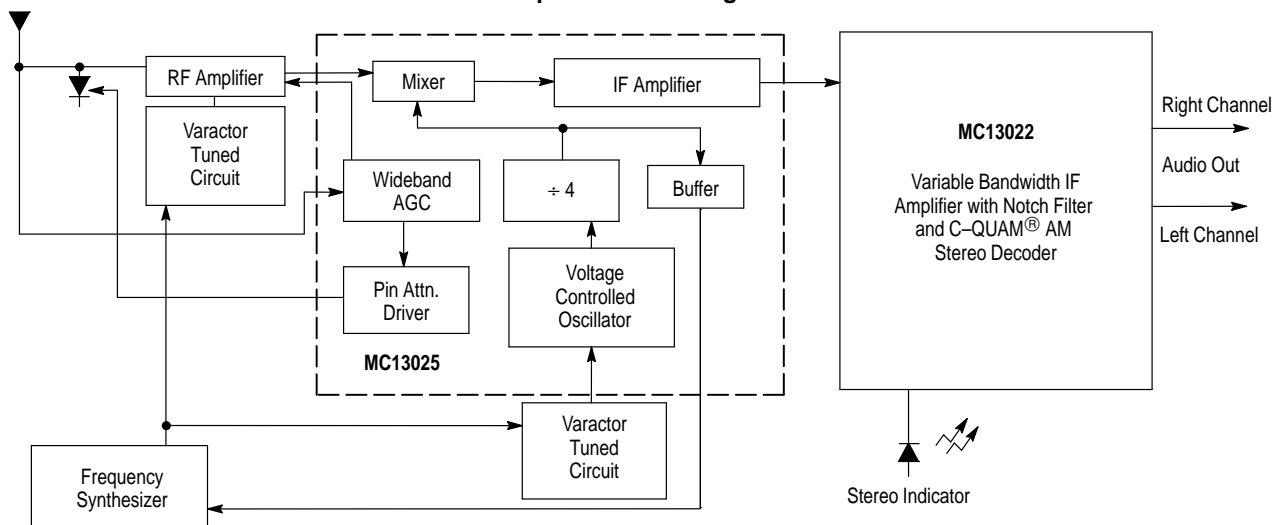 RF Amplifier
Mixer
IF Amplifier
Varactor
Tuned
Circuit
Wideband
AGC
÷ 4
Buffer
Pin Attn.
Driver
Voltage
Controlled
Oscillator
MC13025
Varactor
Tuned
Circuit
Frequency
Synthesizer
MC13022
Variable Bandwidth IF
Amplifier with Notch Filter
and C–QUAM® AM
Stereo Decoder
Right Channel
Audio Out
Left Channel
Stereo Indicator